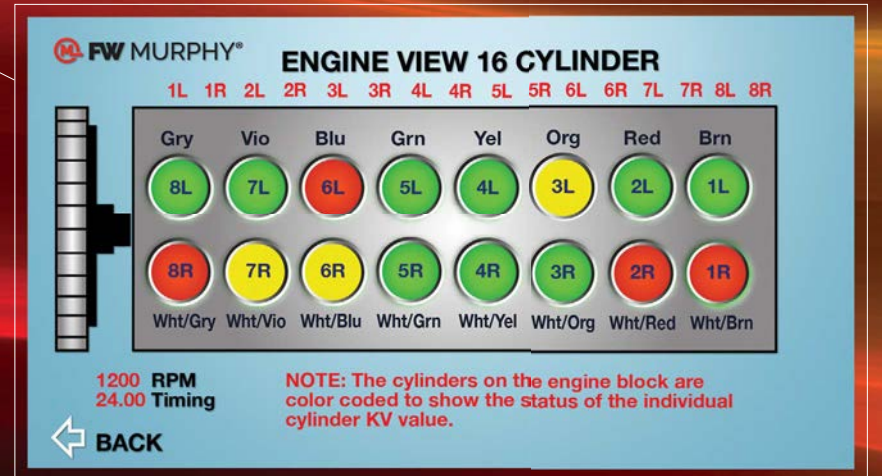 FW MURPHY®
ENGINE VIEW 16 CYLINDER
1L 1R 2L 2R 3L 3R 4L 4R 5L 5R 6L 6R 7L 7R 8L 8R
Gry Vio Blu Grn Yel Org Red Brn
8L 7L 6L 5L 4L 3L 2L 1L
8R 7R 6R 5R 4R 3R 2R 1R
Wht/Gry Wht/Vio Wht/Blu Wht/Grn Wht/Yel Wht/Org Wht/Red Wht/Brn
1200 RPM
24.00 Timing
NOTE: The cylinders on the engine block are
color coded to show the status of the individual
cylinder KV value.
BACK